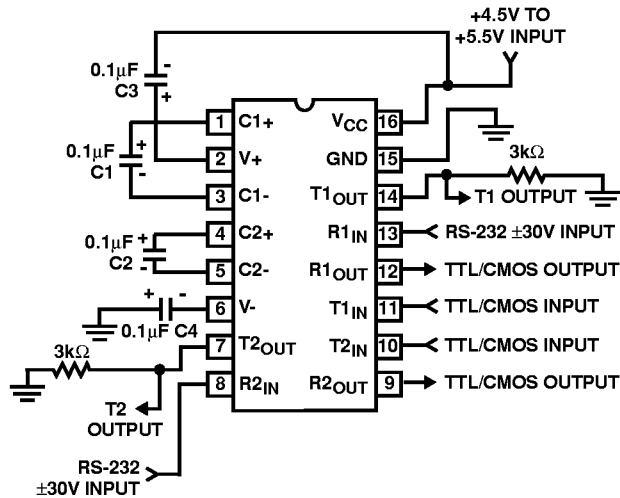 +4.5V TO
+5.5V INPUT
0.1μF
C3
-
+
0.1μF
C1
+
-
0.1μF
C2
+
-
+
-
0.1μF C4
1 C1+
2 V+
3 C1-
4 C2+
5 C2-
6 V-
7 T2OUT
8 R2IN
VCC 16
GND 15
T1OUT 14
R1IN 13
R1OUT 12
T1IN 11
T2IN 10
R2OUT 9
3kΩ
T1 OUTPUT
RS-232 ±30V INPUT
TTL/CMOS OUTPUT
TTL/CMOS INPUT
TTL/CMOS INPUT
TTL/CMOS OUTPUT
3kΩ
T2
OUTPUT
RS-232
±30V INPUT